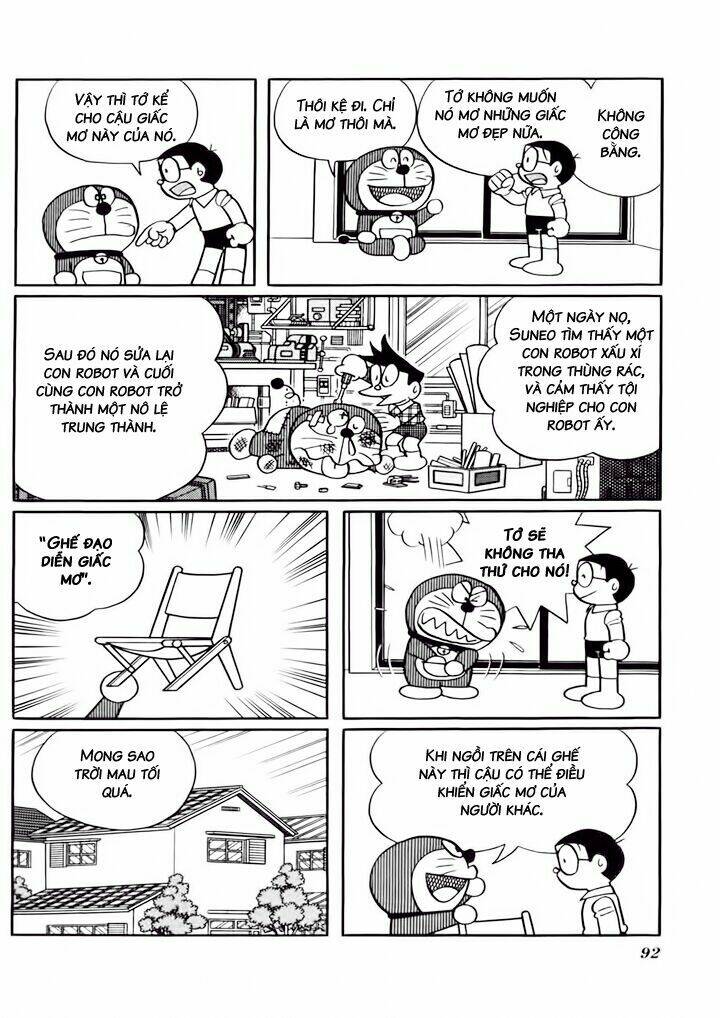 KHÔNG
CÔNG
BẰNG.
TỚ KHÔNG MUỐN
NÓ MƠ NHỮNG GIẤC
MƠ ĐẸP NỮA.
THÔI KỆ ĐI. CHỈ
LÀ MƠ THÔI MÀ.
VẬY THÌ TỚ KỂ
CHO CẬU GIẤC
MƠ NÀY CỦA NÓ.
MỘT NGÀY NỌ,
SUNEO TÌM THẤY MỘT
CON ROBOT XẤU XÍ
TRONG THÙNG RÁC,
VÀ CẢM THẤY TỘI
NGHIỆP CHO CON
ROBOT ẤY.
SAU ĐÓ NÓ SỬA LẠI
CON ROBOT VÀ CUỐI
CÙNG CON ROBOT TRỞ
THÀNH MỘT NÔ LỆ
TRUNG THÀNH.
TỚ SẼ
KHÔNG THA
THỨ CHO NÓ!
"GHẾ ĐẠO
DIỄN GIẤC
MƠ".
KHI NGỒI TRÊN CÁI GHẾ
NÀY THÌ CẬU CÓ THỂ ĐIỀU
KHIỂN GIẤC MƠ CỦA
NGƯỜI KHÁC.
MONG SAO
TRỜI MAU TỐI
QUÁ.
92